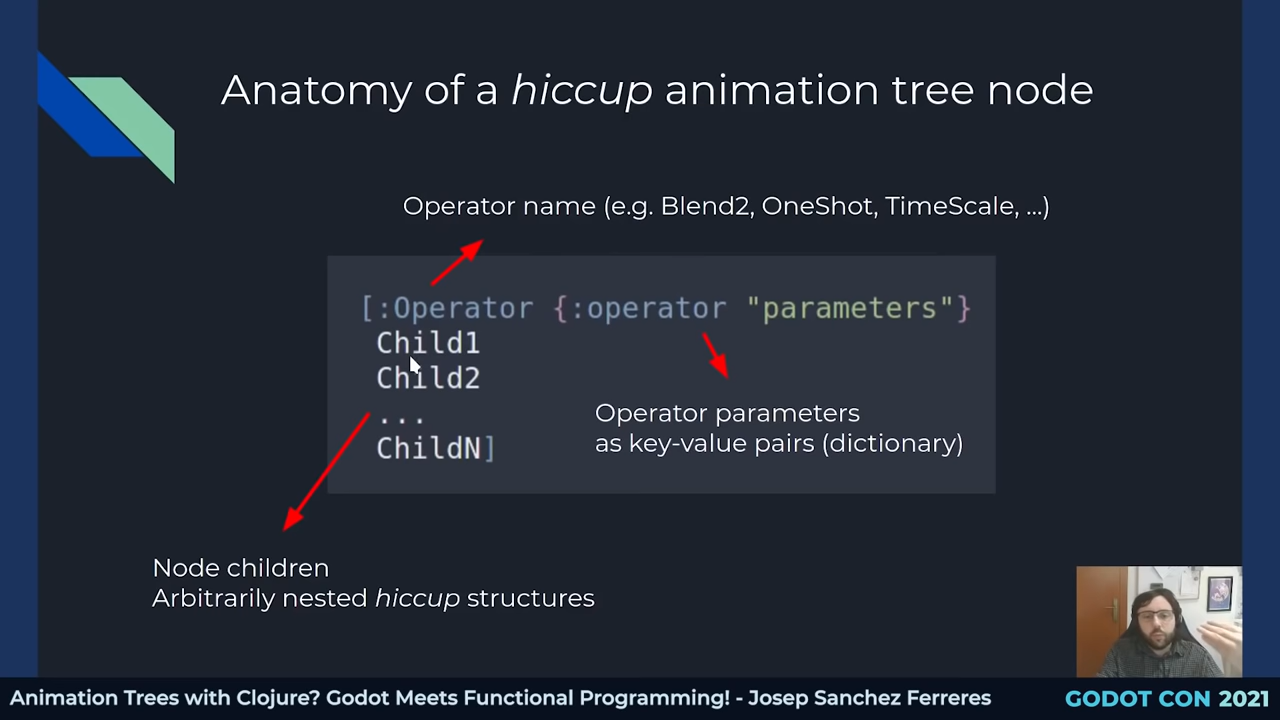 Anatomy of a hiccup animation tree node
Operator name (e.g. Blend2, OneShot, TimeScale, ...)
[:Operator {:operator "parameters"}
Child1
Child2
...
ChildN]
Operator parameters
as key-value pairs (dictionary)
Node children
Arbitrarily nested hiccup structures
Animation Trees with Clojure? Godot Meets Functional Programming! - Josep Sanchez Ferreres
GODOT CON 2021